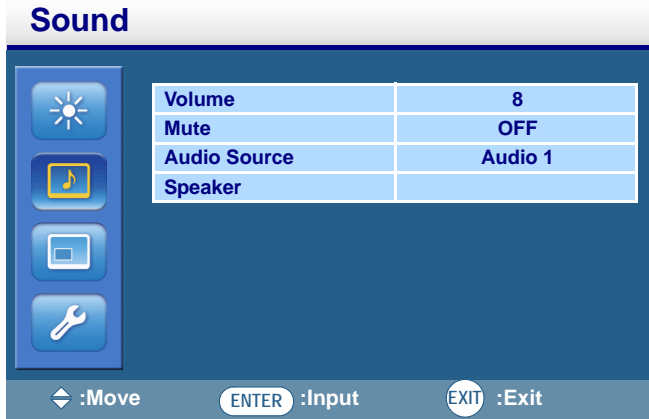 Sound
Volume 8
Mute OFF
Audio Source Audio 1
Speaker
:Move ENTER :Input EXIT :Exit